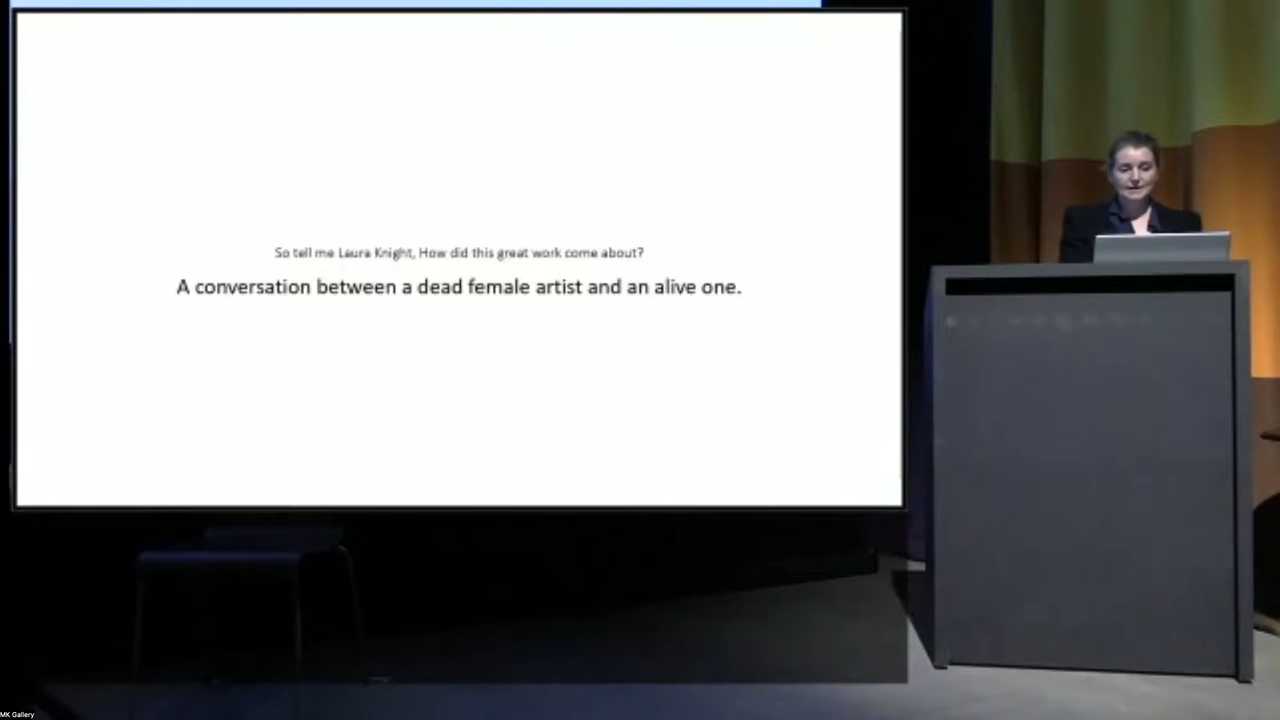 So tell me Laura Knight, How did this great work come about?
A conversation between a dead female artist and an alive one.
MK Gallery